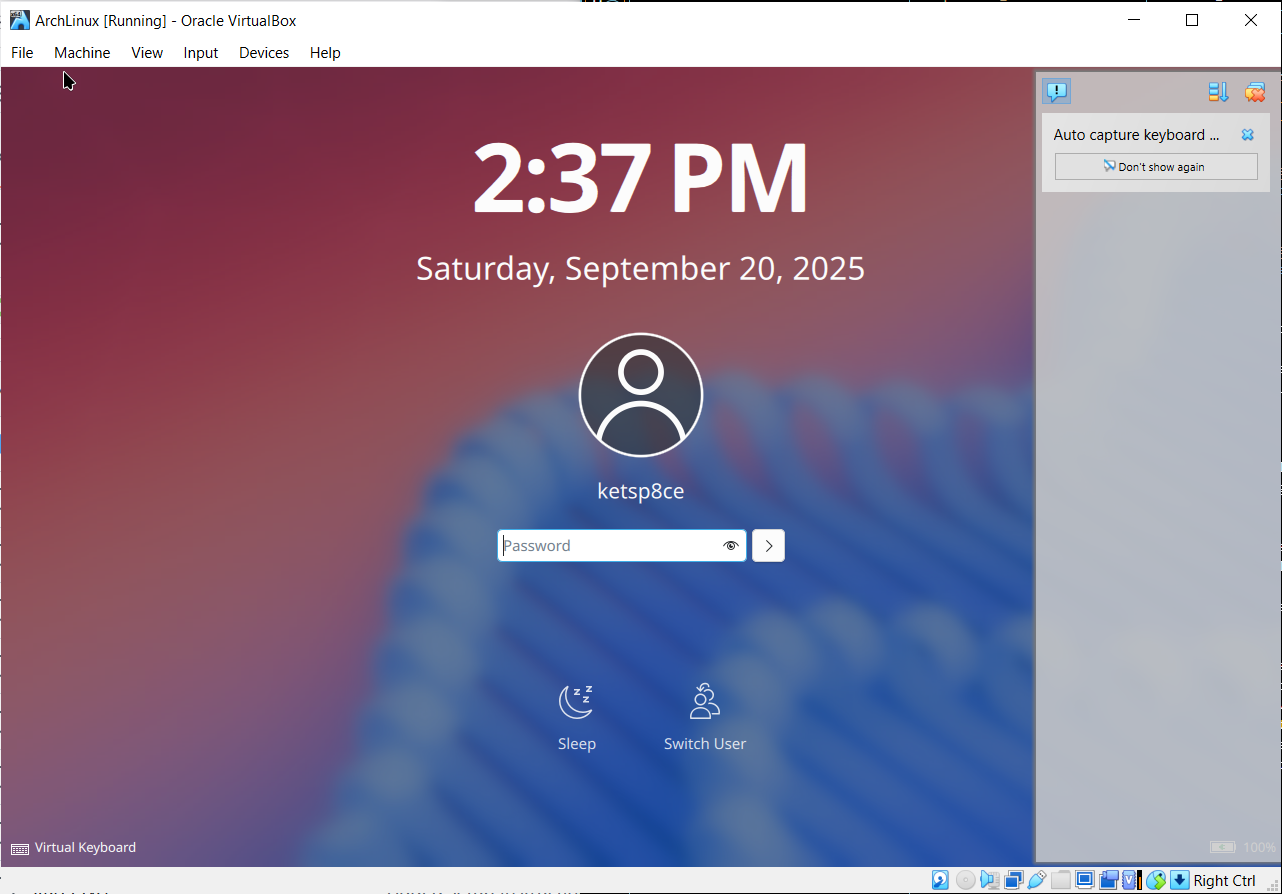 ArchLinux [Running] - Oracle VirtualBox
File Machine View Input Devices Help
Auto capture keyboard ...
Don't show again
2:37 PM
Saturday, September 20, 2025
ketsp8ce
Password
Sleep
Switch User
Virtual Keyboard
100%
Right Ctrl